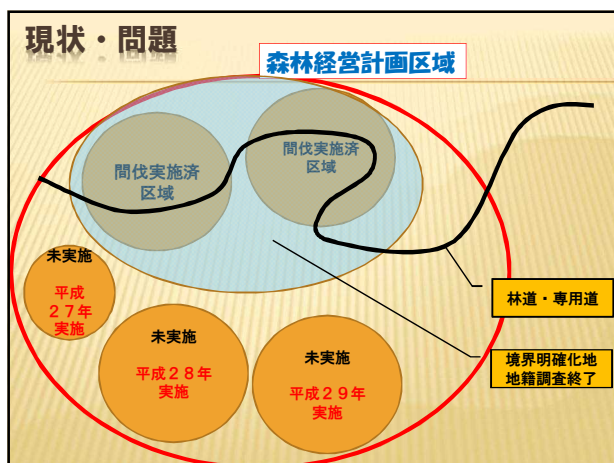 現状・問題
森林経営計画区域
間伐実施済
区域
間伐実施済
区域
未実施
平成
２７年
実施
未実施
平成２８年
実施
未実施
平成２９年
実施
林道・専用道
境界明確化地
地籍調査終了